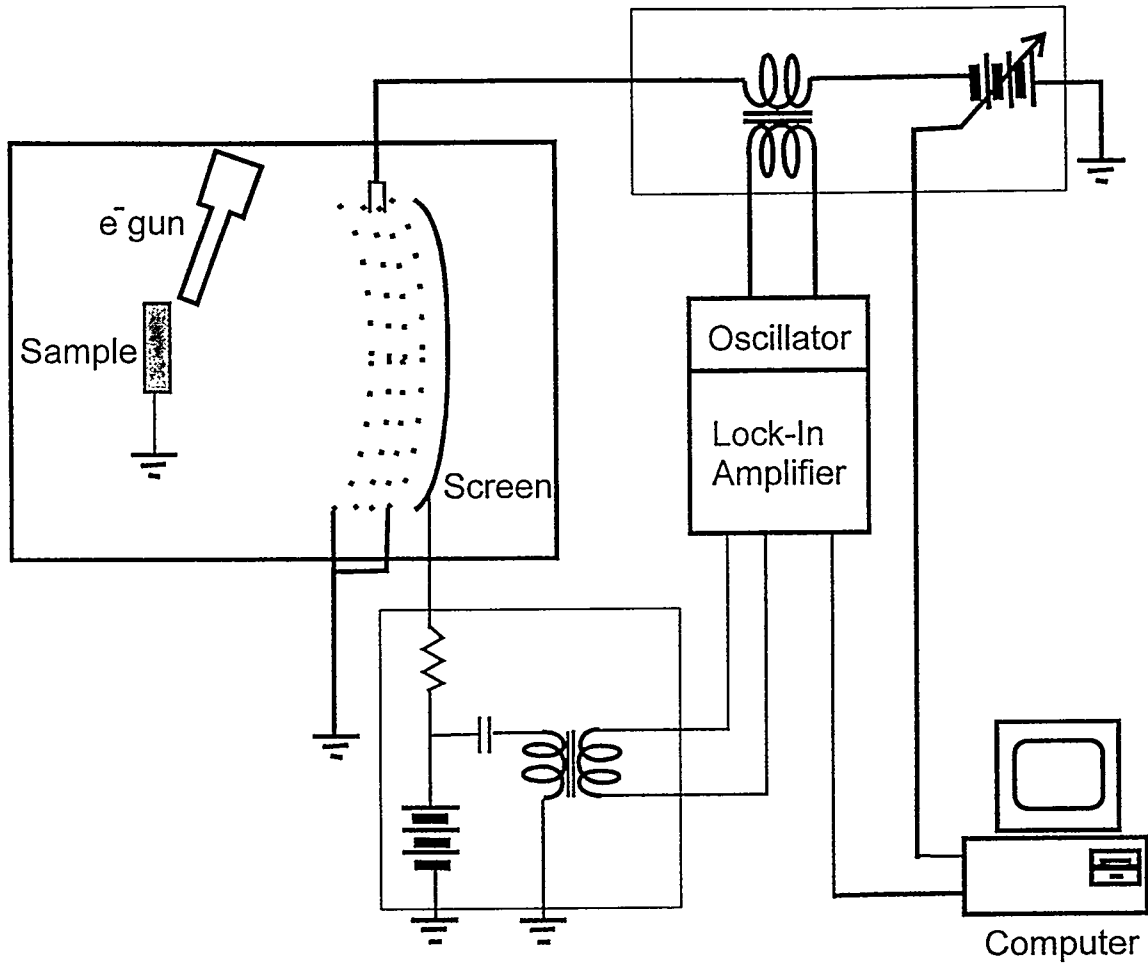 e- gun
Sample
Screen
Oscillator
Lock-In
Amplifier
Computer